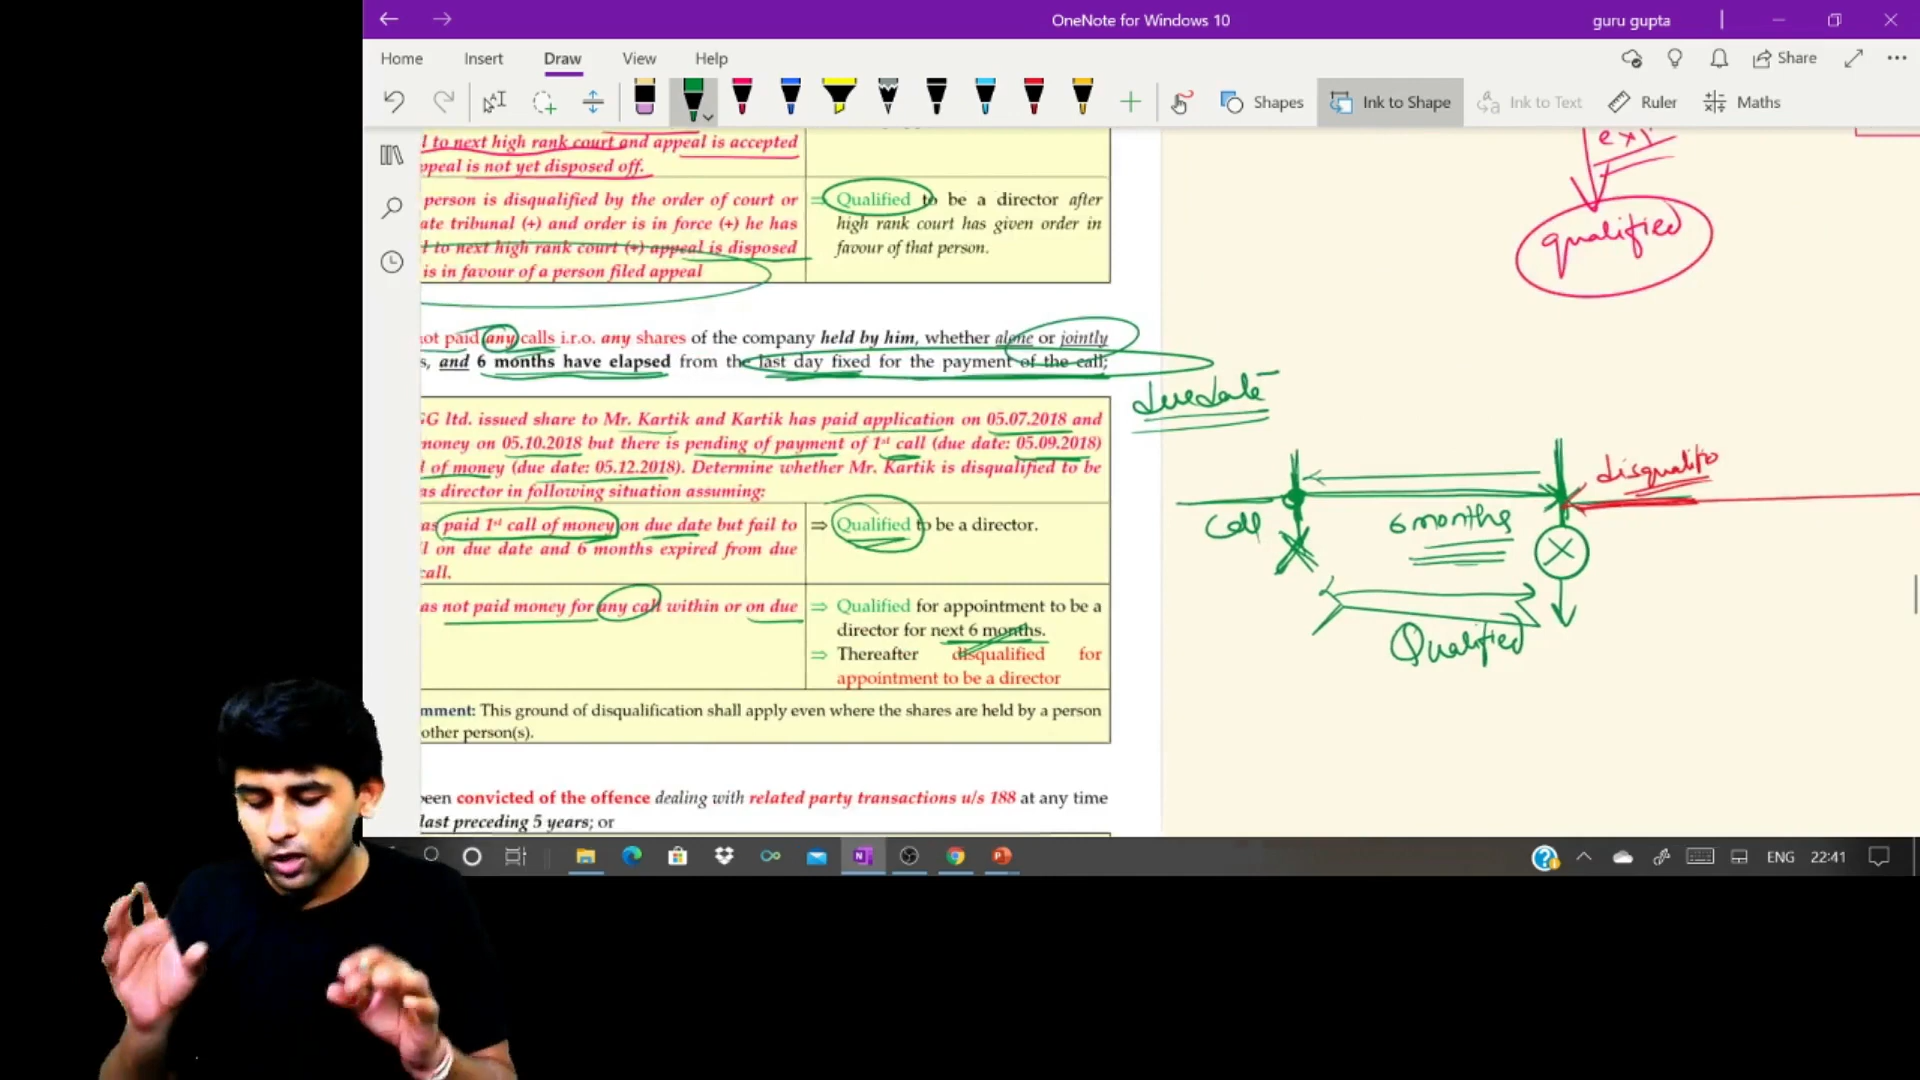 OneNote for Windows 10
guru gupta
Home
Insert
Draw
View
Help
Share
Shapes
Ink to Shape
Ink to Text
Ruler
Maths
l to next high rank court and appeal is accepted
ppeal is not yet disposed off.
person is disqualified by the order of court or
ate tribunal (+) and order is in force (+) he has
l to next high rank court (+) appeal is disposed
is in favour of a person filed appeal
⇒ Qualified to be a director after
high rank court has given order in
favour of that person.
qualified
not paid any calls i.r.o. any shares of the company held by him, whether alone or jointly
s, and 6 months have elapsed from the last day fixed for the payment of the call;
due date
GG ltd. issued share to Mr. Kartik and Kartik has paid application on 05.07.2018 and
money on 05.10.2018 but there is pending of payment of 1st call (due date: 05.09.2018)
l of money (due date: 05.12.2018). Determine whether Mr. Kartik is disqualified to be
as director in following situation assuming:
as paid 1st call of money on due date but fail to
l on due date and 6 months expired from due
call.
⇒ Qualified to be a director.
as not paid money for any call within or on due
⇒ Qualified for appointment to be a
director for next 6 months.
⇒ Thereafter disqualified for
appointment to be a director
mment: This ground of disqualification shall apply even where the shares are held by a person
other person(s).
been convicted of the offence dealing with related party transactions u/s 188 at any time
last preceding 5 years; or
Call
6 months
Qualified
ENG
22:41